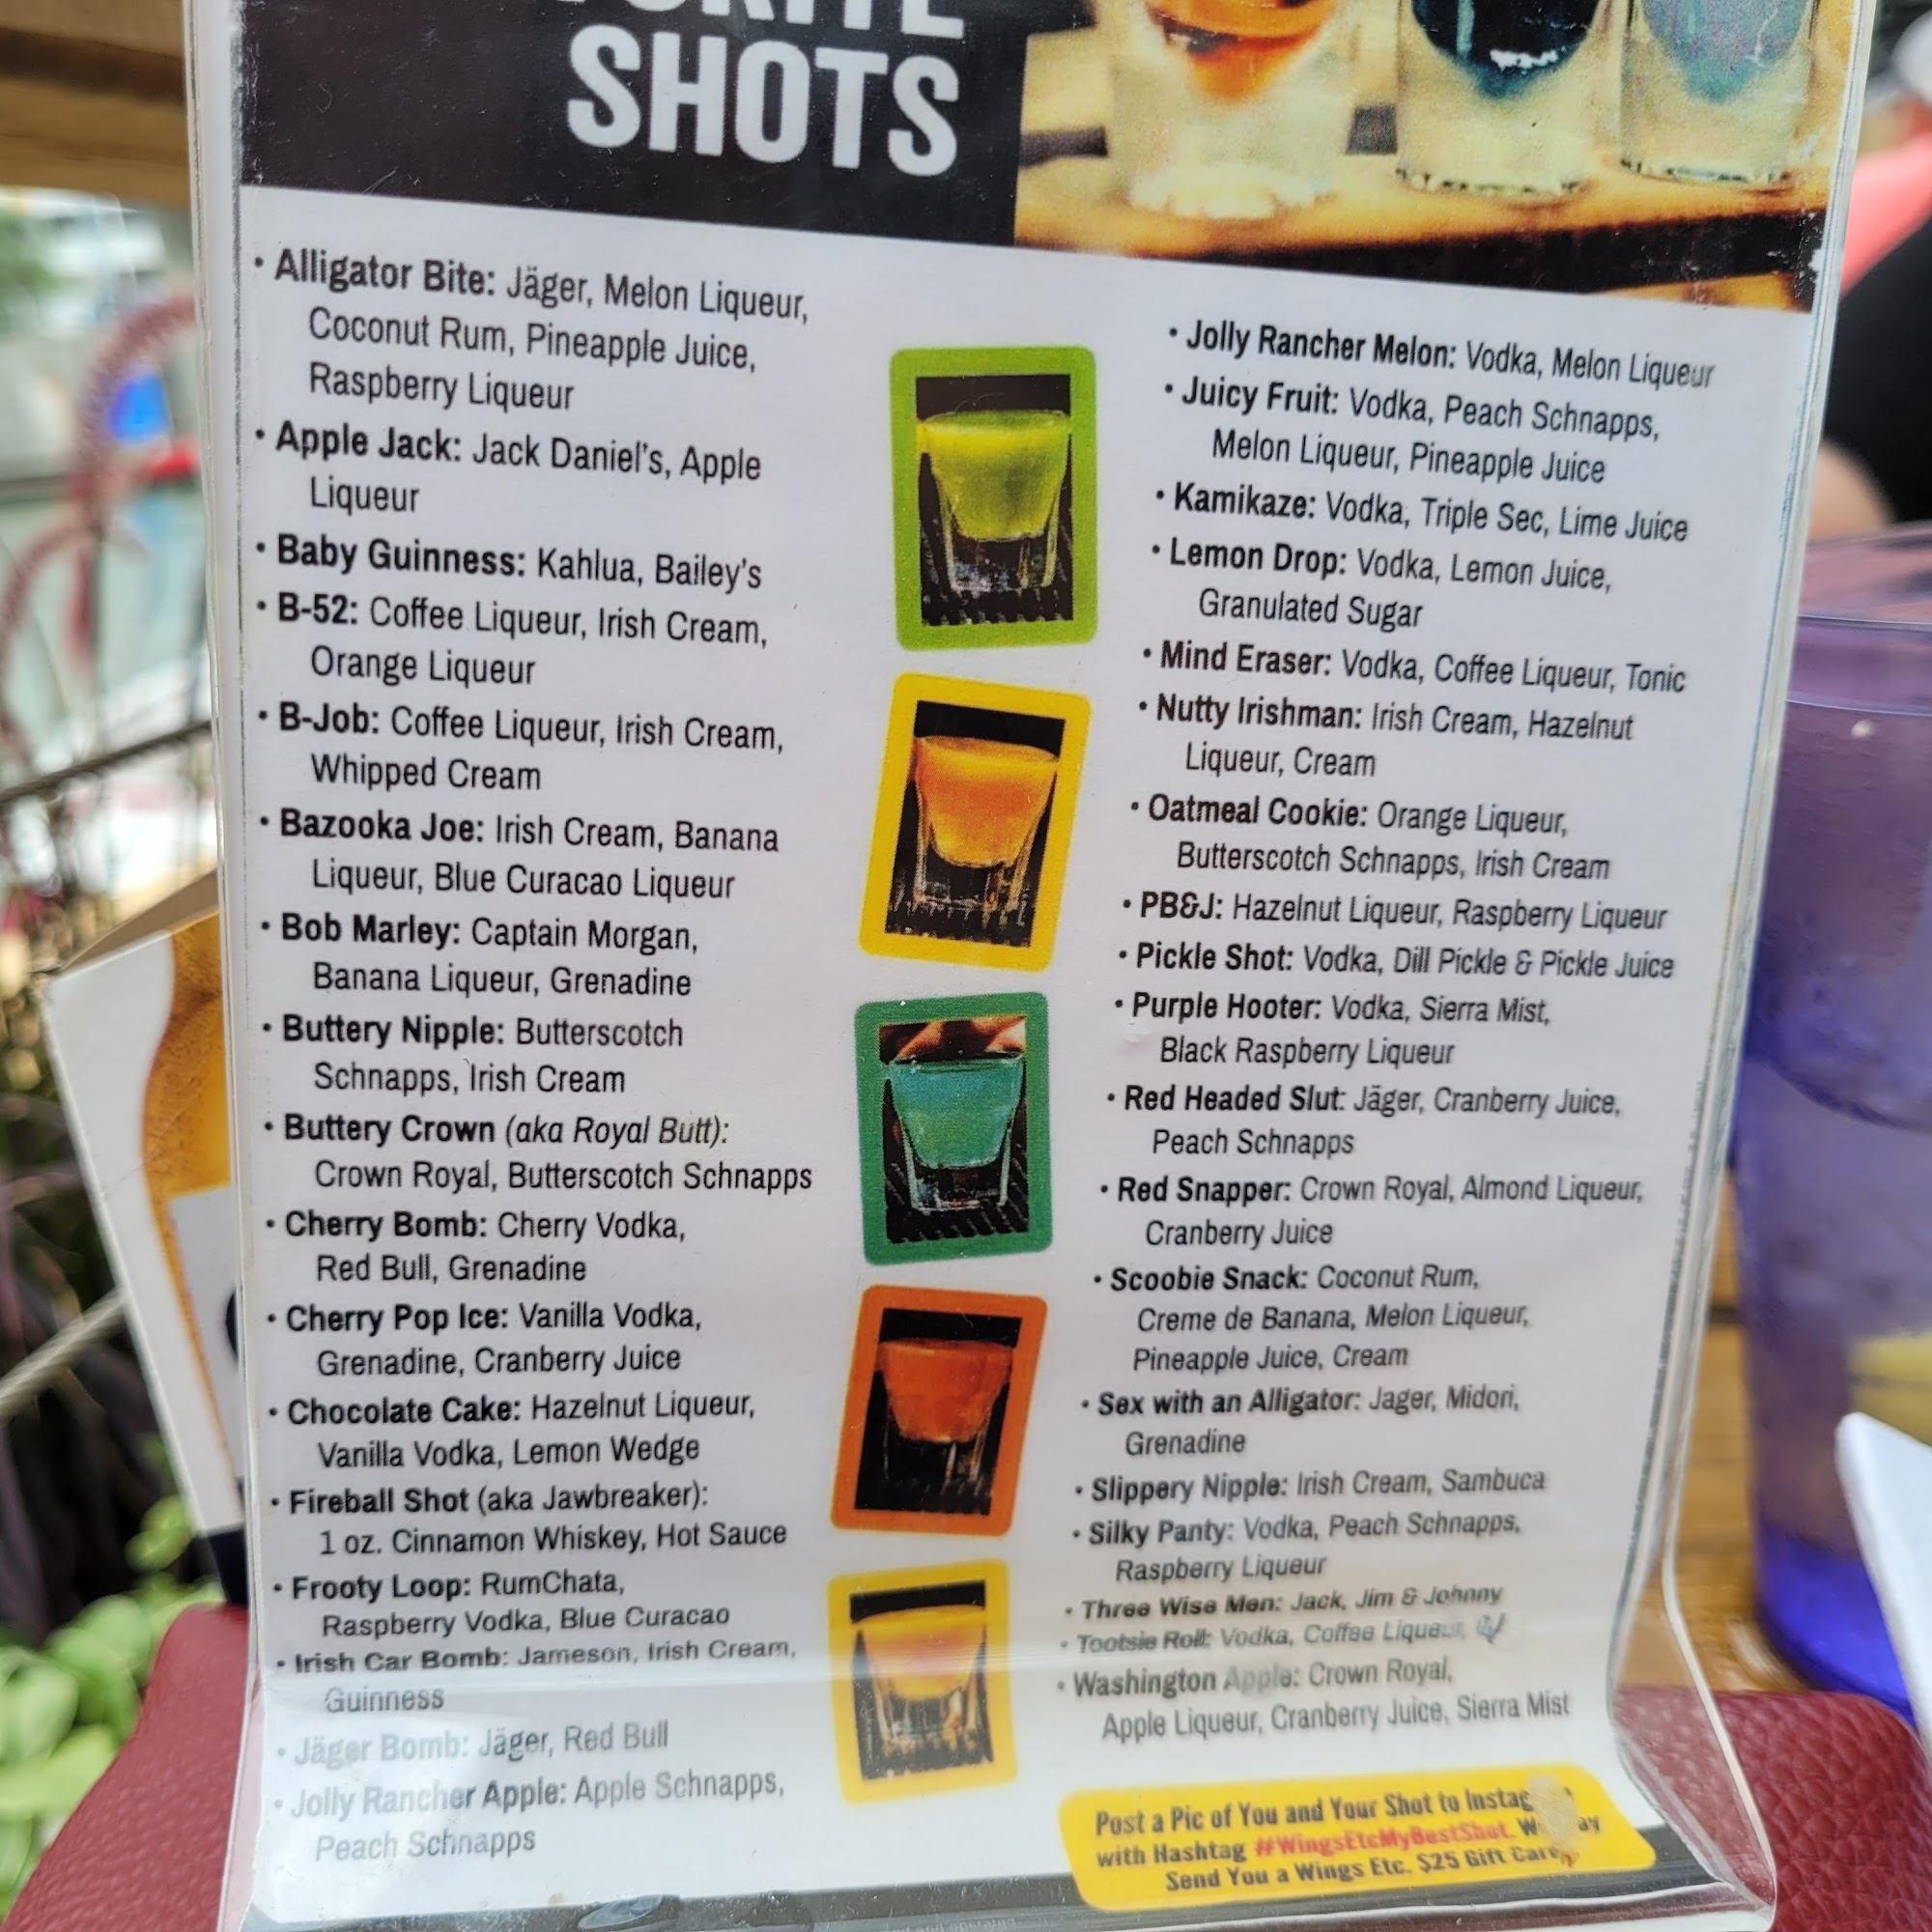 SHOTS
• Alligator Bite: Jäger, Melon Liqueur,
Coconut Rum, Pineapple Juice,
Raspberry Liqueur
• Apple Jack: Jack Daniel's, Apple
Liqueur
• Baby Guinness: Kahlua, Bailey's
• B-52: Coffee Liqueur, Irish Cream,
Orange Liqueur
• B-Job: Coffee Liqueur, Irish Cream,
Whipped Cream
• Bazooka Joe: Irish Cream, Banana
Liqueur, Blue Curacao Liqueur
• Bob Marley: Captain Morgan,
Banana Liqueur, Grenadine
• Buttery Nipple: Butterscotch
Schnapps, Irish Cream
• Buttery Crown (aka Royal Butt):
Crown Royal, Butterscotch Schnapps
• Cherry Bomb: Cherry Vodka,
Red Bull, Grenadine
• Cherry Pop Ice: Vanilla Vodka,
Grenadine, Cranberry Juice
• Chocolate Cake: Hazelnut Liqueur,
Vanilla Vodka, Lemon Wedge
• Fireball Shot (aka Jawbreaker):
1 oz. Cinnamon Whiskey, Hot Sauce
• Frooty Loop: RumChata,
Raspberry Vodka, Blue Curacao
• Irish Car Bomb: Jameson, Irish Cream,
Guinness
• Jäger Bomb: Jäger, Red Bull
• Jolly Rancher Apple: Apple Schnapps,
Peach Schnapps
• Jolly Rancher Melon: Vodka, Melon Liqueur
• Juicy Fruit: Vodka, Peach Schnapps,
Melon Liqueur, Pineapple Juice
• Kamikaze: Vodka, Triple Sec, Lime Juice
• Lemon Drop: Vodka, Lemon Juice,
Granulated Sugar
• Mind Eraser: Vodka, Coffee Liqueur, Tonic
• Nutty Irishman: Irish Cream, Hazelnut
Liqueur, Cream
• Oatmeal Cookie: Orange Liqueur,
Butterscotch Schnapps, Irish Cream
• PB&J: Hazelnut Liqueur, Raspberry Liqueur
• Pickle Shot: Vodka, Dill Pickle & Pickle Juice
• Purple Hooter: Vodka, Sierra Mist,
Black Raspberry Liqueur
• Red Headed Slut: Jäger, Cranberry Juice,
Peach Schnapps
• Red Snapper: Crown Royal, Almond Liqueur,
Cranberry Juice
• Scoobie Snack: Coconut Rum,
Creme de Banana, Melon Liqueur,
Pineapple Juice, Cream
• Sex with an Alligator: Jager, Midori,
Grenadine
• Slippery Nipple: Irish Cream, Sambuca
• Silky Panty: Vodka, Peach Schnapps,
Raspberry Liqueur
• Three Wise Men: Jack, Jim & Johnny
• Tootsie Roll: Vodka, Coffee Liqueur,
• Washington Apple: Crown Royal,
Apple Liqueur, Cranberry Juice, Sierra Mist
Post a Pic of You and Your Shot to
with Hashtag #WingsEtcMyBestShot.
Send You a Wings Etc. $25 Gift Card